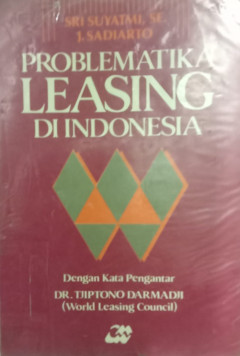 SRI SUYATMI, SE.
J. SADIARTO
PROBLEMATIKA
LEASING
DI INDONESIA
Dengan Kata Pengantar
DR. TJIPTONO DARMADJI
(World Leasing Council)